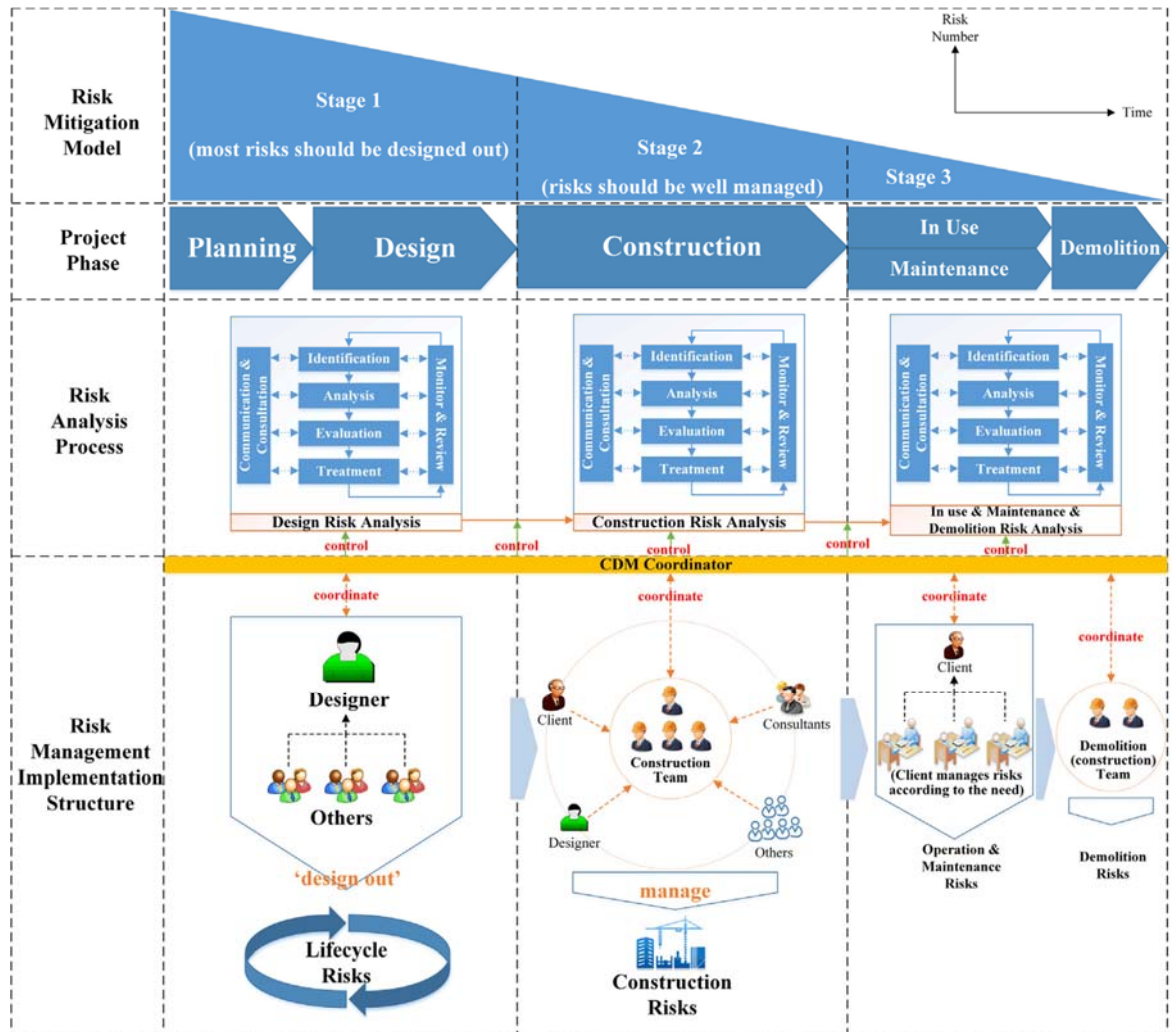 Risk
Mitigation
Model
Stage 1
(most risks should be designed out)
Stage 2
(risks should be well managed)
Stage 3
Risk
Number
Time
Project
Phase
Planning
Design
Construction
In Use
Maintenance
Demolition
Risk
Analysis
Process
Communication &
Consultation
Identification
Analysis
Evaluation
Treatment
Monitor & Review
Design Risk Analysis
Communication &
Consultation
Identification
Analysis
Evaluation
Treatment
Monitor & Review
Construction Risk Analysis
Communication &
Consultation
Identification
Analysis
Evaluation
Treatment
Monitor & Review
In use & Maintenance &
Demolition Risk Analysis
control
control
control
control
control
CDM Coordinator
Risk
Management
Implementation
Structure
coordinate
Designer
Others
‘design out’
Lifecycle
Risks
coordinate
Client
Consultants
Construction
Team
Designer
Others
manage
Construction
Risks
coordinate
Client
(Client manages risks
according to the need)
Operation &
Maintenance
Risks
coordinate
Demolition
(construction)
Team
Demolition
Risks